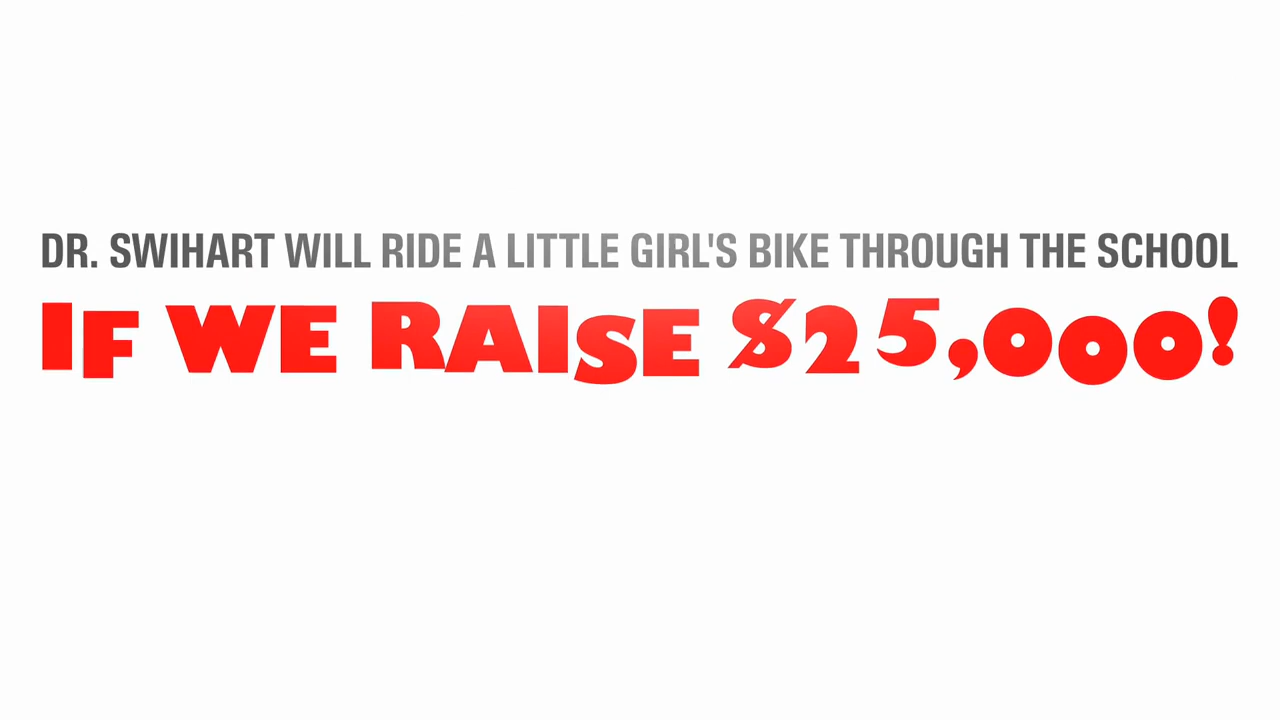 DR. SWIHART WILL RIDE A LITTLE GIRL'S BIKE THROUGH THE SCHOOL
IF WE RAISE $25,000!